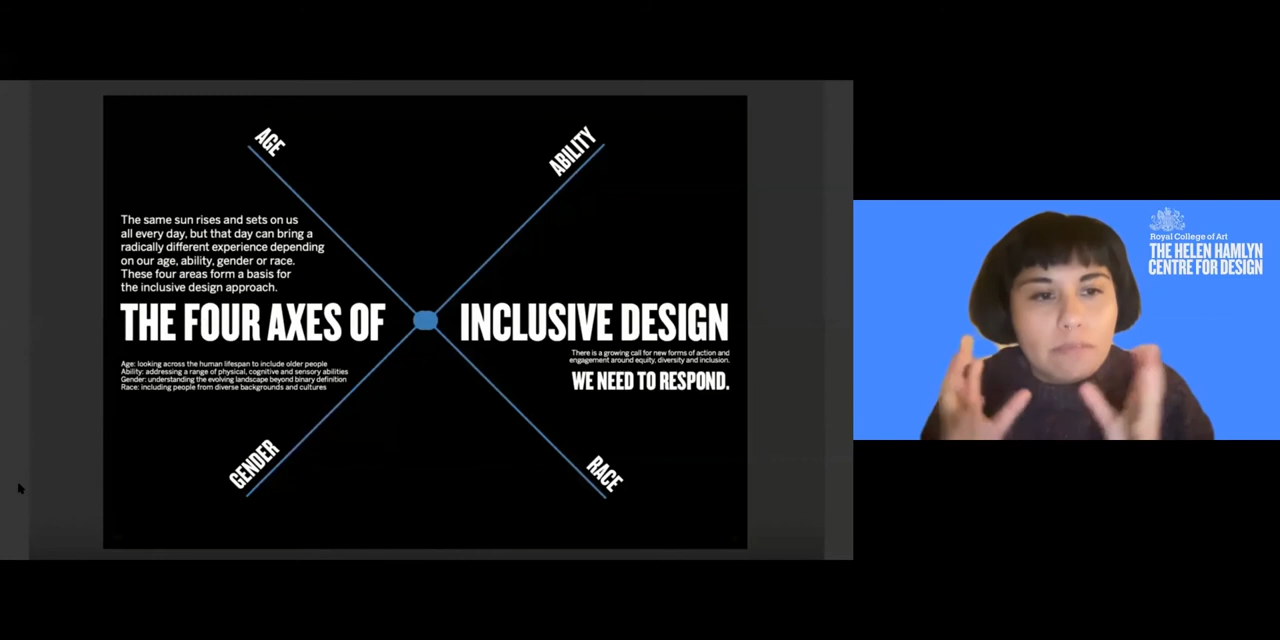 AGE
ABILITY
The same sun rises and sets on us
all every day, but that day can bring a
radically different experience depending
on our age, ability, gender or race.
These four areas form a basis for
the inclusive design approach.
THE FOUR AXES OF INCLUSIVE DESIGN
Age: looking across the human lifespan to include older people
Ability: addressing a range of physical, cognitive and sensory abilities
Gender: understanding the evolving landscape beyond binary definition
Race: including people from diverse backgrounds and cultures
There is a growing call for new forms of action and
engagement around equity, diversity and inclusion.
WE NEED TO RESPOND.
GENDER
RACE
Royal College of Art
THE HELEN HAMLYN
CENTRE FOR DESIGN